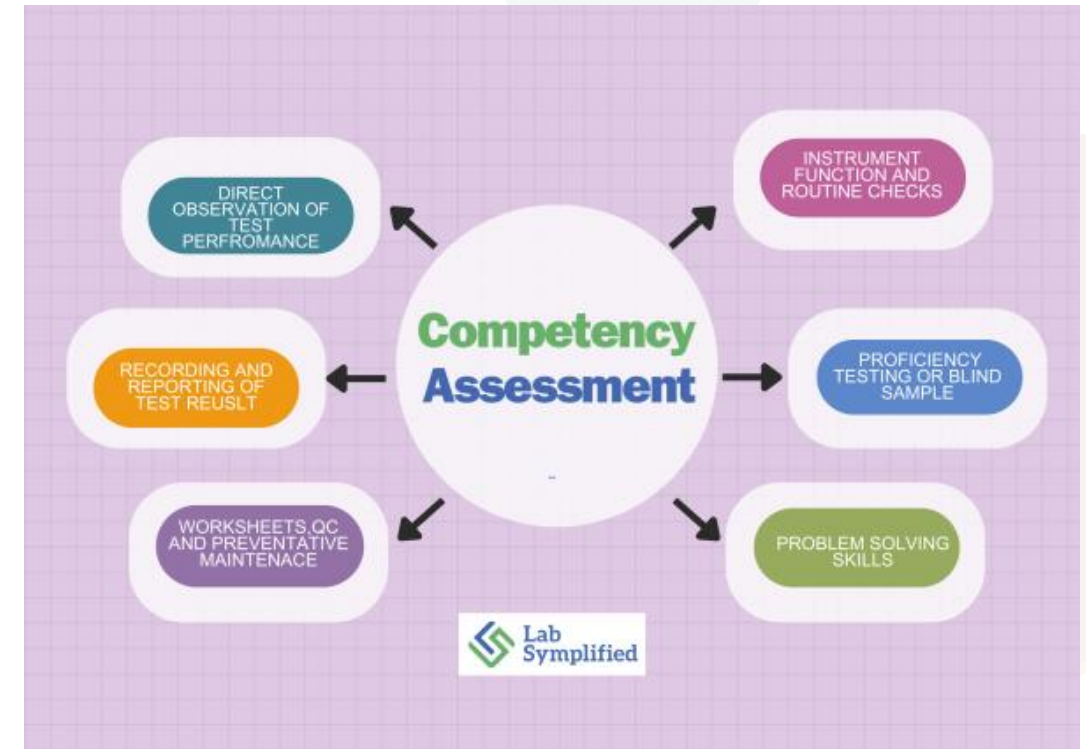 DIRECT
OBSERVATION OF
TEST
PERFROMANCE
INSTRUMENT
FUNCTION AND
ROUTINE CHECKS
Competency
Assessment
RECORDING AND
REPORTING OF
TEST REUSLT
PROFICIENCY
TESTING OR BLIND
SAMPLE
WORKSHEETS,QC
AND PREVENTATIVE
MAINTENACE
PROBLEM SOLVING
SKILLS
Lab
Symplified